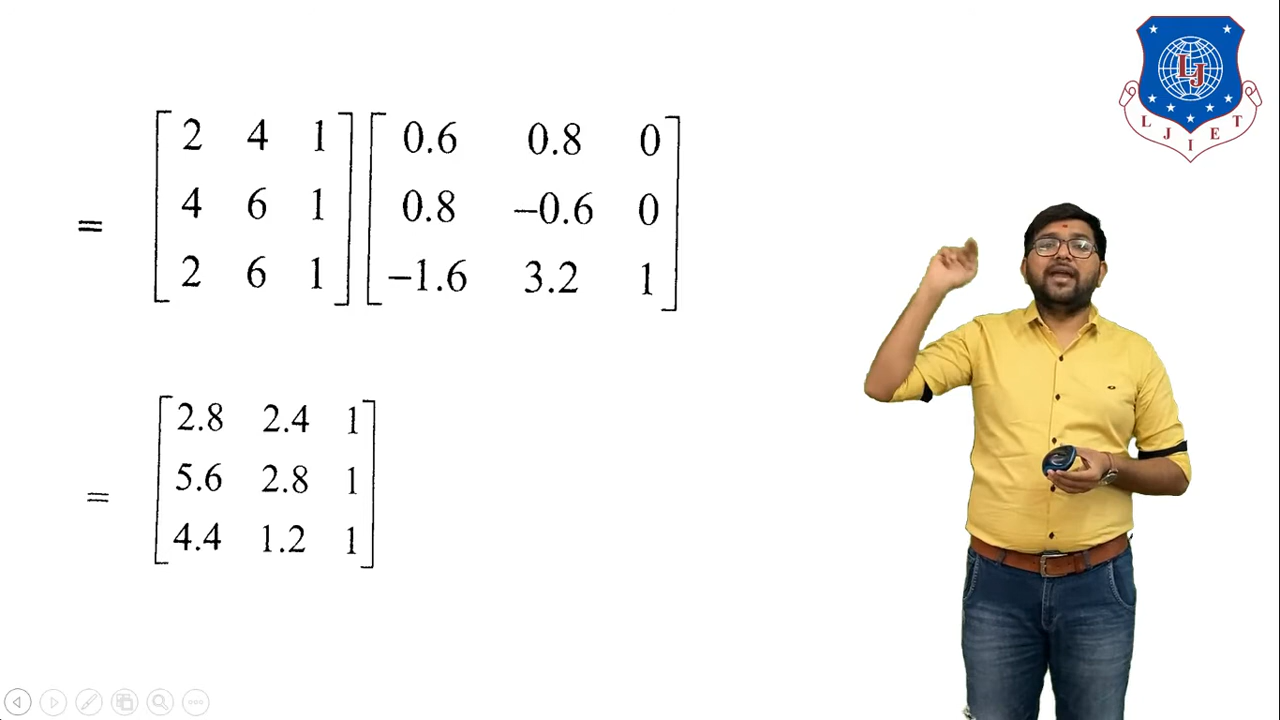 LJ
L J I E T
= [2 4 1] [0.6 0.8 0]
[4 6 1] [0.8 −0.6 0]
[2 6 1] [−1.6 3.2 1]
= [2.8 2.4 1]
[5.6 2.8 1]
[4.4 1.2 1]